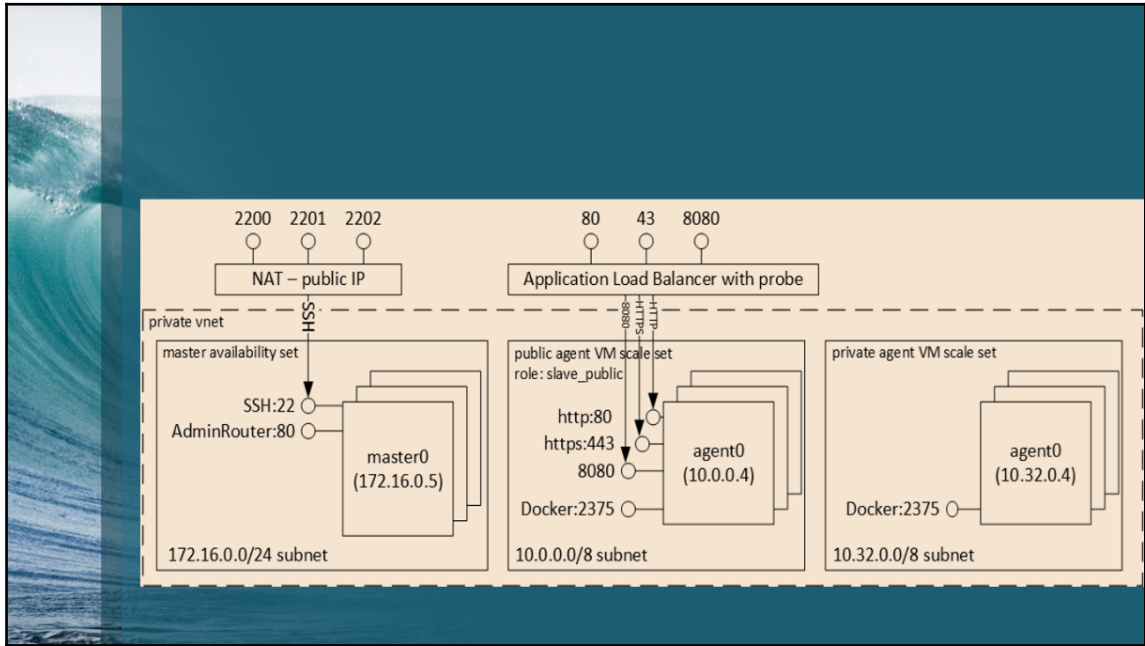 2200 2201 2202
80 43 8080
NAT – public IP
Application Load Balancer with probe
SSH
8080
HTTPS
HTTP
private vnet
master availability set
SSH:22
AdminRouter:80
master0
(172.16.0.5)
172.16.0.0/24 subnet
public agent VM scale set
role: slave_public
http:80
https:443
8080
Docker:2375
agent0
(10.0.0.4)
10.0.0.0/8 subnet
private agent VM scale set
Docker:2375
agent0
(10.32.0.4)
10.32.0.0/8 subnet